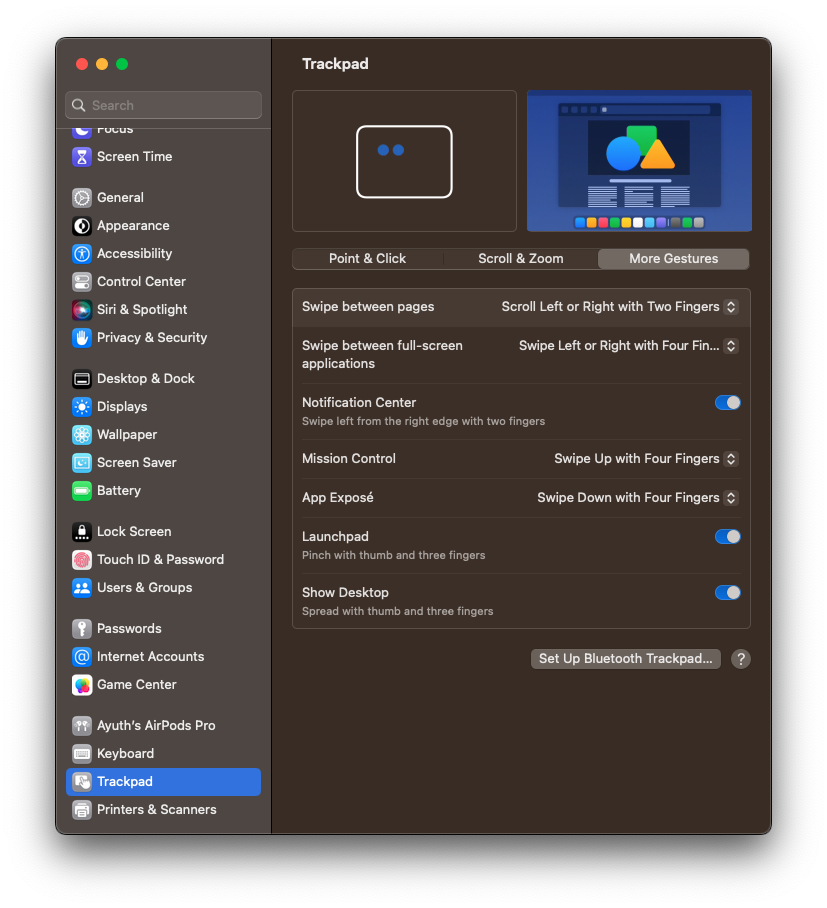 Trackpad
Search
Focus
Screen Time
General
Appearance
Accessibility
Control Center
Siri & Spotlight
Privacy & Security
Desktop & Dock
Displays
Wallpaper
Screen Saver
Battery
Lock Screen
Touch ID & Password
Users & Groups
Passwords
Internet Accounts
Game Center
Ayuth's AirPods Pro
Keyboard
Trackpad
Printers & Scanners
Point & Click
Scroll & Zoom
More Gestures
Swipe between pages
Scroll Left or Right with Two Fingers
Swipe between full-screen
applications
Swipe Left or Right with Four Fin...
Notification Center
Swipe left from the right edge with two fingers
Mission Control
Swipe Up with Four Fingers
App Exposé
Swipe Down with Four Fingers
Launchpad
Pinch with thumb and three fingers
Show Desktop
Spread with thumb and three fingers
Set Up Bluetooth Trackpad...
?